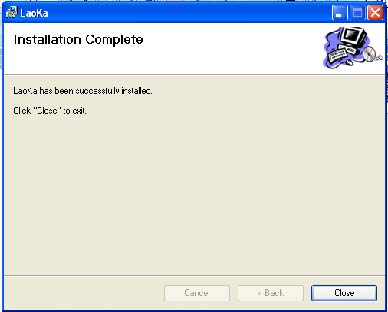 LaoKa
Installation Complete
LaoKa has been successfully installed.
Click "Close" to exit.
Cancel
< Back
Close